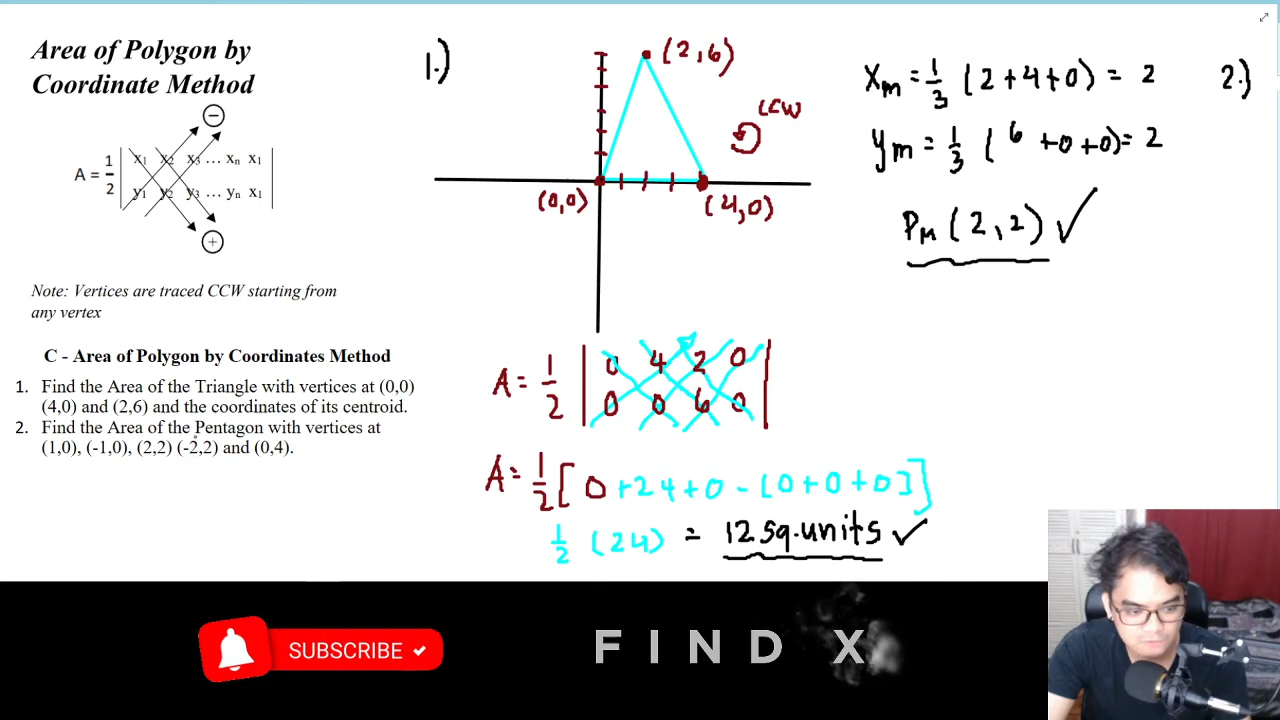 Area of Polygon by
Coordinate Method
−
A = 1/2 | x₁ x₂ x₃ … xₙ x₁ |
y₁ y₂ y₃ … yₙ x₁
+
Note: Vertices are traced CCW starting from
any vertex
C - Area of Polygon by Coordinates Method
1. Find the Area of the Triangle with vertices at (0,0)
(4,0) and (2,6) and the coordinates of its centroid.
2. Find the Area of the Pentagon with vertices at
(1,0), (-1,0), (2,2) (-2,2) and (0,4).
1.)
(2,6)
CCW
(0,0)
(4,0)
A = 1/2 | 0 4 2 0 |
0 0 6 0
A = 1/2 [ 0 + 24 + 0 - (0 + 0 + 0) ]
1/2 (24) = 12 sq. units ✓
Xm = 1/3 (2 + 4 + 0) = 2
Ym = 1/3 (6 + 0 + 0) = 2
PM (2, 2) ✓
2.)
SUBSCRIBE ✔
FIND X